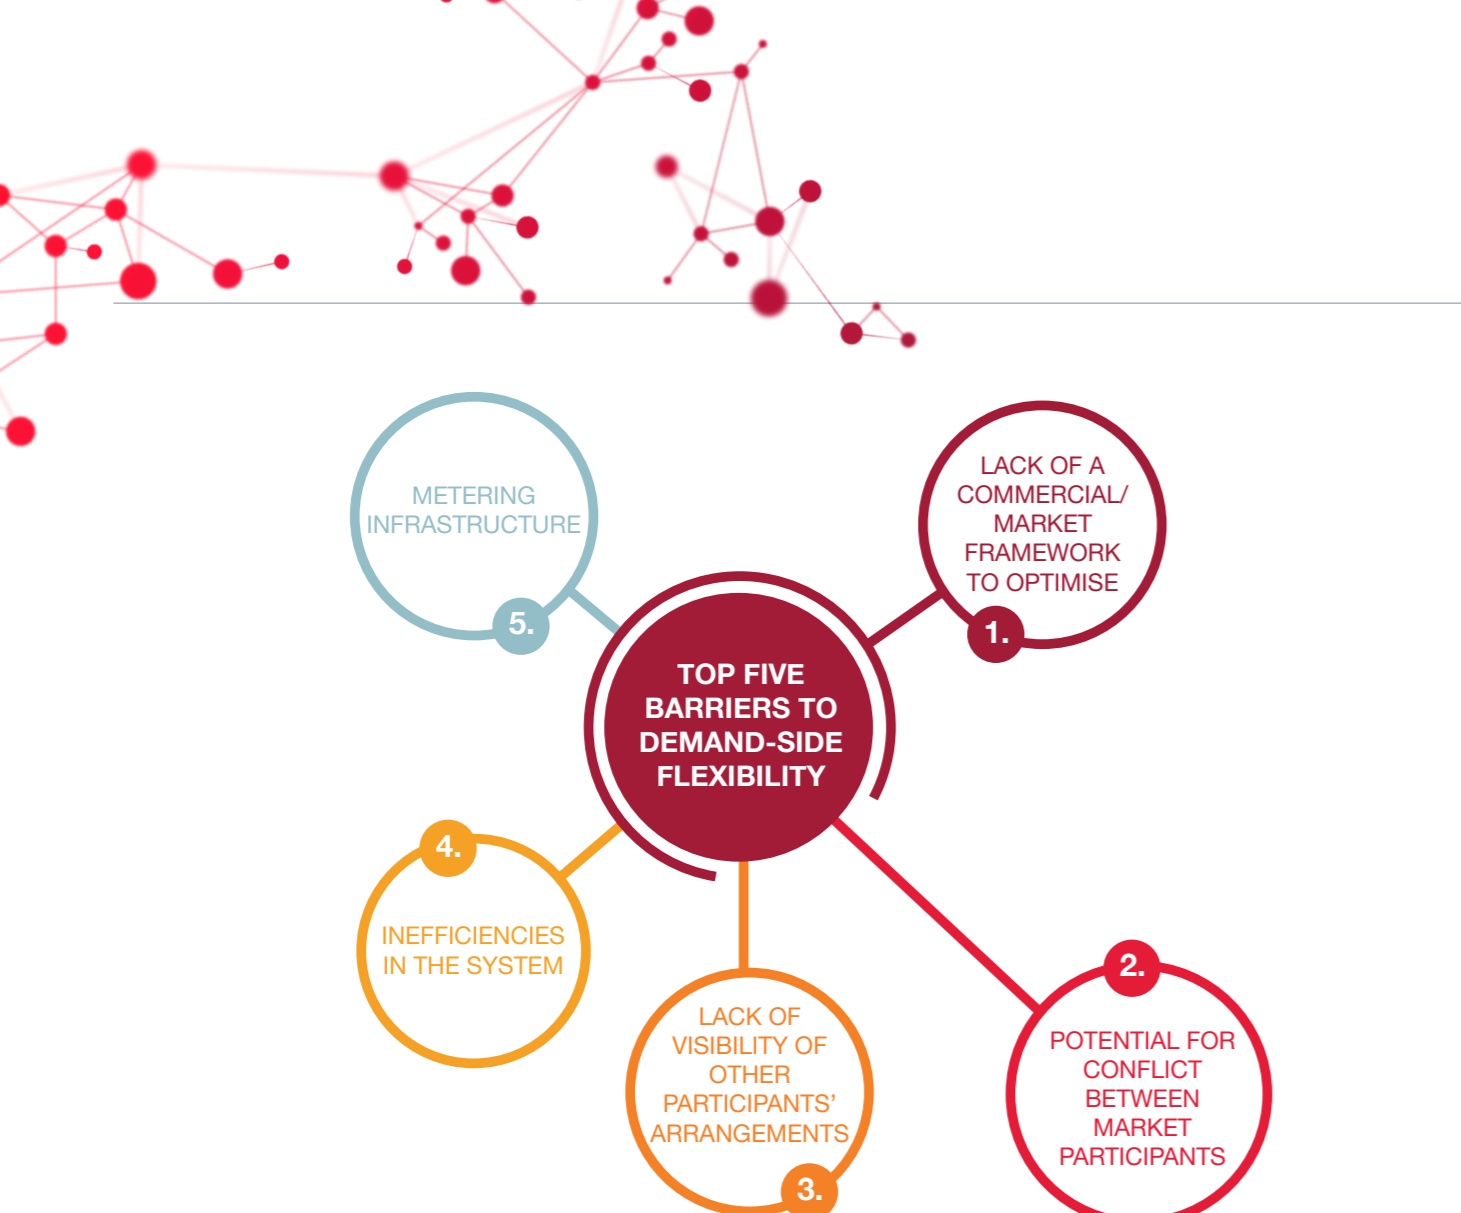 TOP FIVE
BARRIERS TO
DEMAND-SIDE
FLEXIBILITY
LACK OF A
COMMERCIAL/
MARKET
FRAMEWORK
TO OPTIMISE
1.
2.
POTENTIAL FOR
CONFLICT
BETWEEN
MARKET
PARTICIPANTS
LACK OF
VISIBILITY OF
OTHER
PARTICIPANTS’
ARRANGEMENTS
3.
4.
INEFFICIENCIES
IN THE SYSTEM
METERING
INFRASTRUCTURE
5.